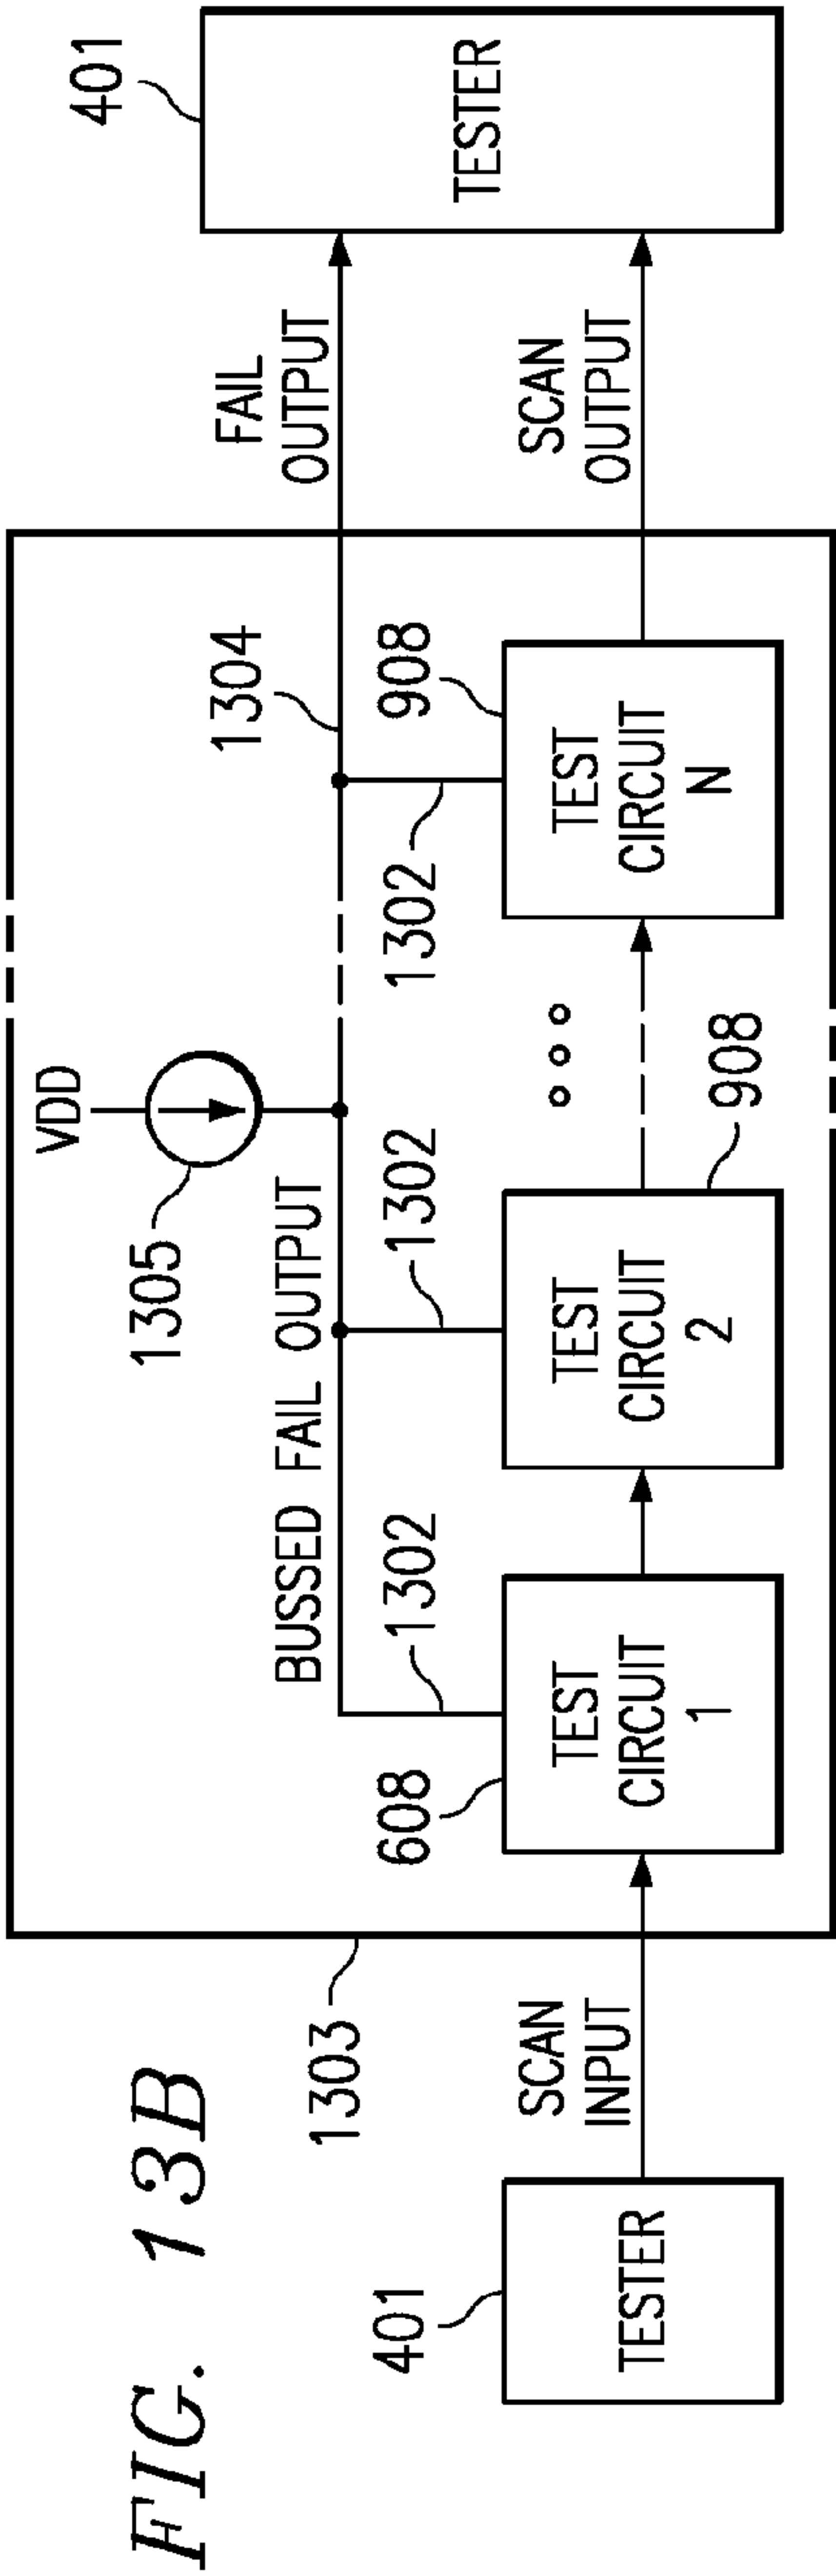 FIG. 13B
401
TESTER
SCAN
INPUT
1303
608
TEST
CIRCUIT
1
1302
BUSSED FAIL OUTPUT
1305
VDD
1302
TEST
CIRCUIT
2
908
1302
1304
908
TEST
CIRCUIT
N
FAIL
OUTPUT
SCAN
OUTPUT
401
TESTER